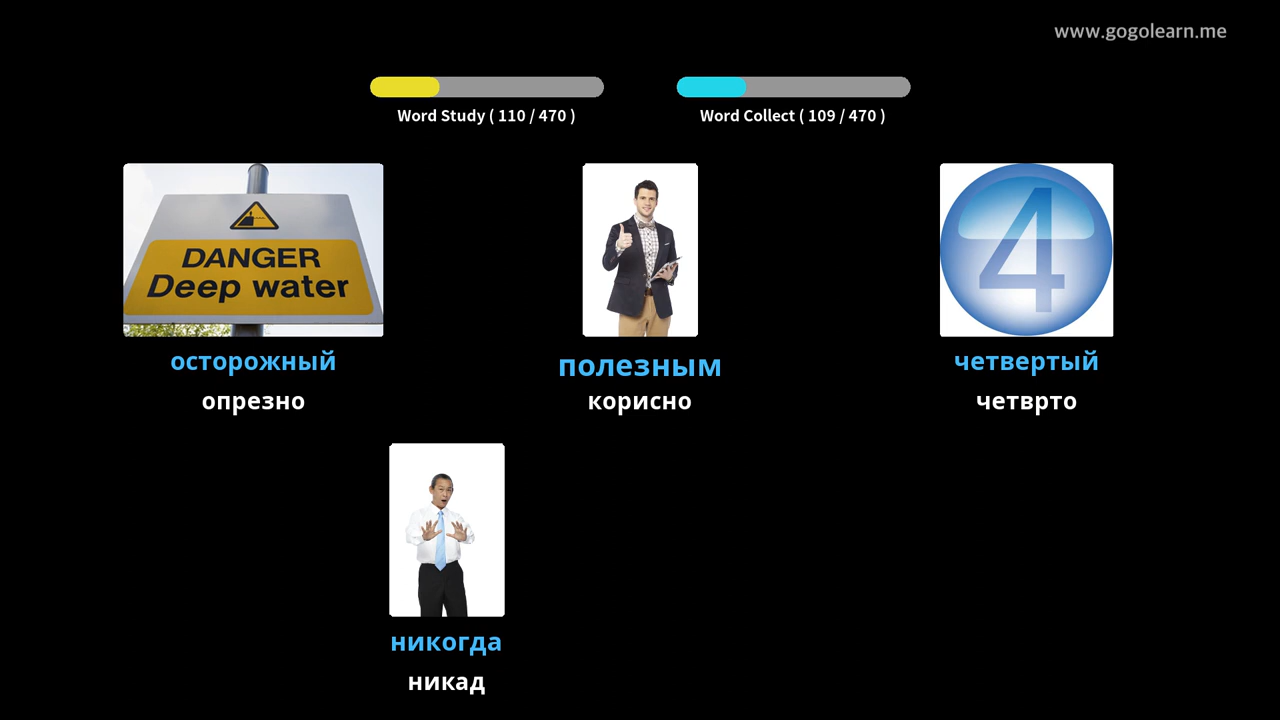 www.gogolearn.me
Word Study ( 110 / 470 )
Word Collect ( 109 / 470 )
DANGER
Deep water
4
осторожный
полезным
четвертый
опрезно
корисно
четврто
никогда
никад